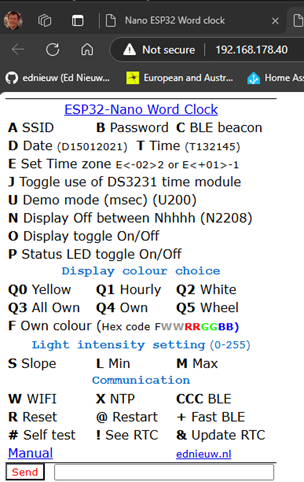 Nano ESP32 Word clock
Not secure 192.168.178.40
ednieuw (Ed Nieuw... European and Austr... Home Ass
ESP32-Nano Word Clock
A SSID B Password C BLE beacon
D Date (D15012021) T Time (T132145)
E Set Time zone E<-02>2 or E<+01>-1
J Toggle use of DS3231 time module
U Demo mode (msec) (U200)
N Display Off between Nhhhh (N2208)
O Display toggle On/Off
P Status LED toggle On/Off
Display colour choice
Q0 Yellow Q1 Hourly Q2 White
Q3 All Own Q4 Own Q5 Wheel
F Own colour (Hex code FWWRRGGBB)
Light intensity setting (0-255)
S Slope L Min M Max
Communication
W WIFI X NTP CCC BLE
R Reset @ Restart + Fast BLE
# Self test ! See RTC & Update RTC
Manual ednieuw.nl
Send